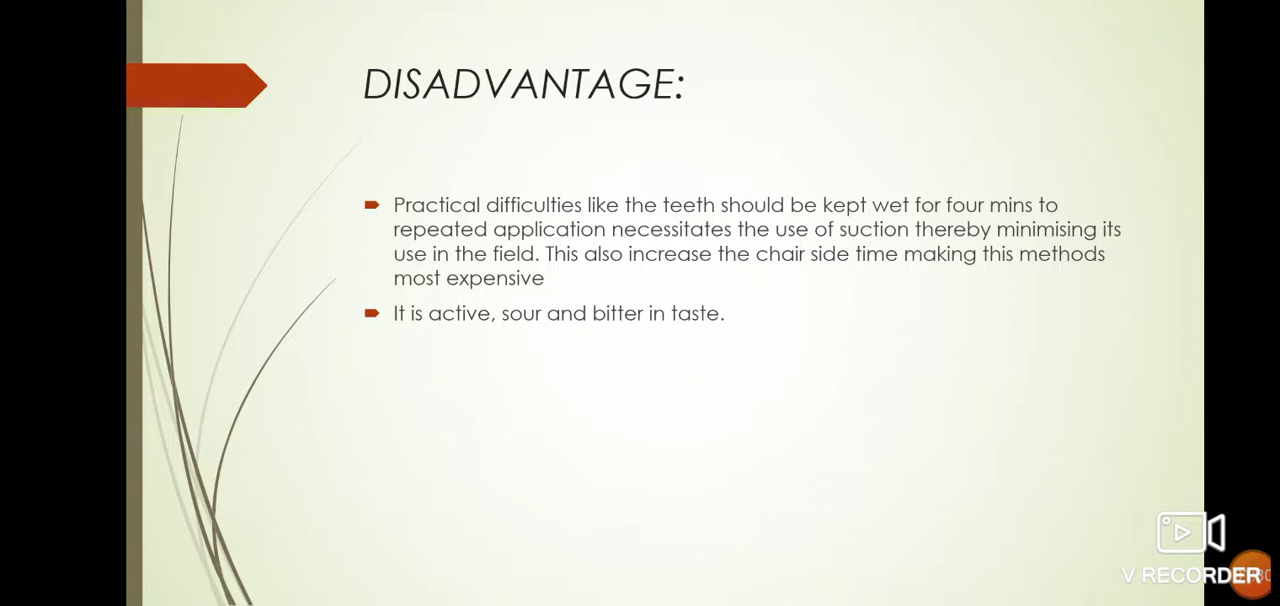 DISADVANTAGE:
Practical difficulties like the teeth should be kept wet for four mins to
repeated application necessitates the use of suction thereby minimising its
use in the field. This also increase the chair side time making this methods
most expensive
It is active, sour and bitter in taste.
V RECORDER